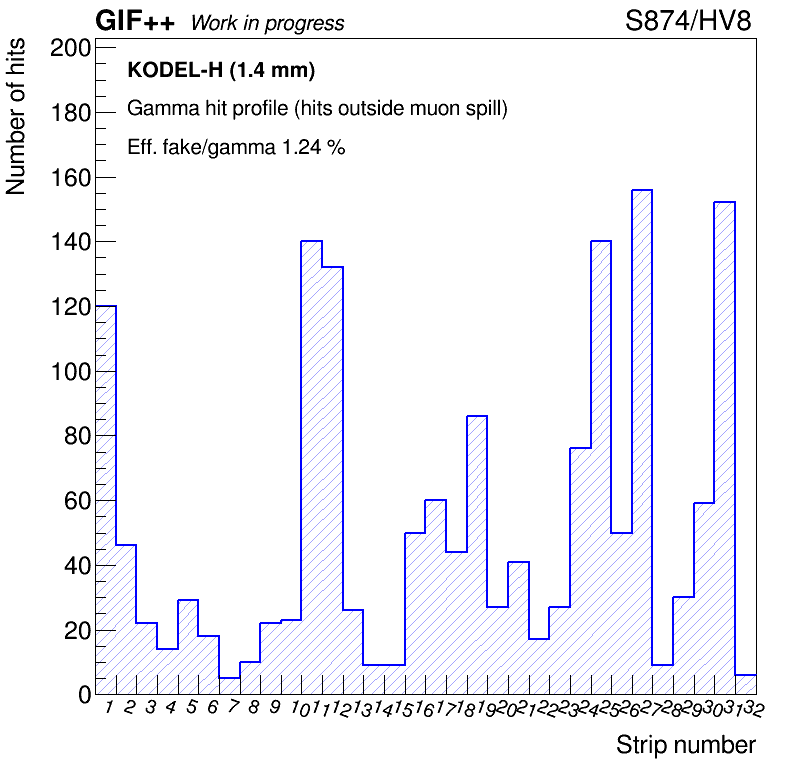 GIF++ Work in progress S874/HV8
Number of hits
KODEL-H (1.4 mm)
Gamma hit profile (hits outside muon spill)
Eff. fake/gamma 1.24 %
200
180
160
140
120
100
80
60
40
20
0
1 2 3 4 5 6 7 8 9 10 11 12 13 14 15 16 17 18 19 20 21 22 23 24 25 26 27 28 29 30 31 32
Strip number